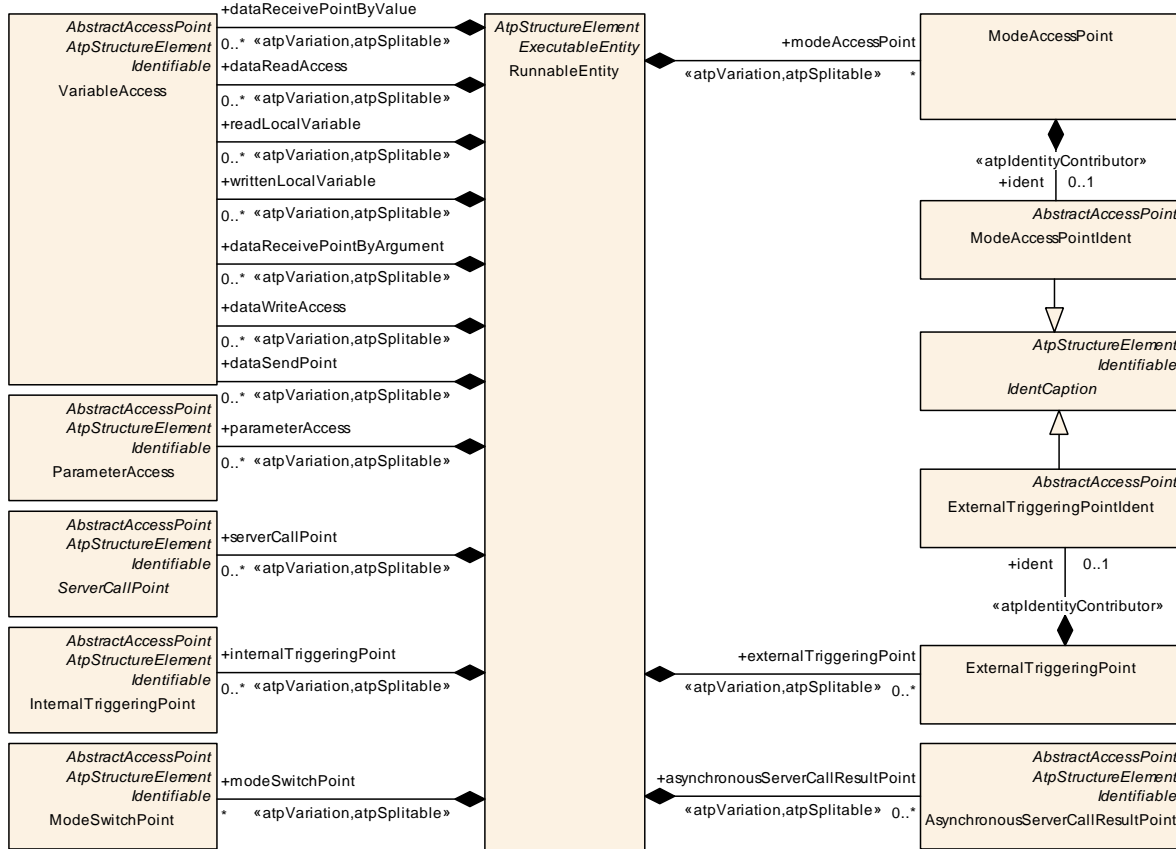 AbstractAccessPoint
AtpStructureElement
Identifiable
VariableAccess
+dataReceivePointByValue
0..* «atpVariation,atpSplitable»
+dataReadAccess
0..* «atpVariation,atpSplitable»
+readLocalVariable
0..* «atpVariation,atpSplitable»
+writtenLocalVariable
0..* «atpVariation,atpSplitable»
+dataReceivePointByArgument
0..* «atpVariation,atpSplitable»
+dataWriteAccess
0..* «atpVariation,atpSplitable»
+dataSendPoint
0..* «atpVariation,atpSplitable»
AbstractAccessPoint
AtpStructureElement
Identifiable
ParameterAccess
+parameterAccess
0..* «atpVariation,atpSplitable»
AbstractAccessPoint
AtpStructureElement
Identifiable
ServerCallPoint
+serverCallPoint
0..* «atpVariation,atpSplitable»
AbstractAccessPoint
AtpStructureElement
Identifiable
InternalTriggeringPoint
+internalTriggeringPoint
0..* «atpVariation,atpSplitable»
AbstractAccessPoint
AtpStructureElement
Identifiable
ModeSwitchPoint
+modeSwitchPoint
* «atpVariation,atpSplitable»
AtpStructureElement
ExecutableEntity
RunnableEntity
+modeAccessPoint
«atpVariation,atpSplitable» *
ModeAccessPoint
«atpIdentityContributor»
+ident 0..1
AbstractAccessPoint
ModeAccessPointIdent
AtpStructureElement
Identifiable
IdentCaption
AbstractAccessPoint
ExternalTriggeringPointIdent
+ident 0..1
«atpIdentityContributor»
+externalTriggeringPoint
«atpVariation,atpSplitable» 0..*
ExternalTriggeringPoint
+asynchronousServerCallResultPoint
«atpVariation,atpSplitable» 0..*
AbstractAccessPoint
AtpStructureElement
Identifiable
AsynchronousServerCallResultPoint